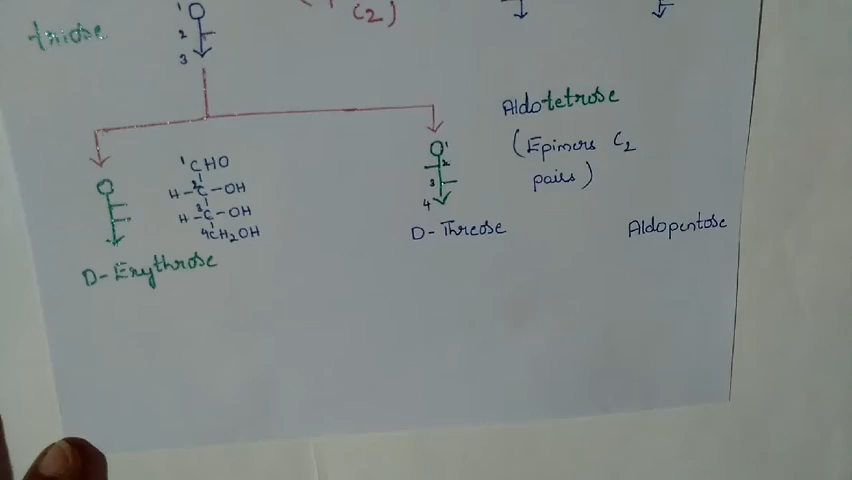 triose
1
2
3
C2)
Aldotetrose
(Epimers C2
pairs)
1CHO
H-2C-OH
H-3C-OH
4CH2OH
1
2
3
4
D-Erythrose
D-Threose
Aldopentose